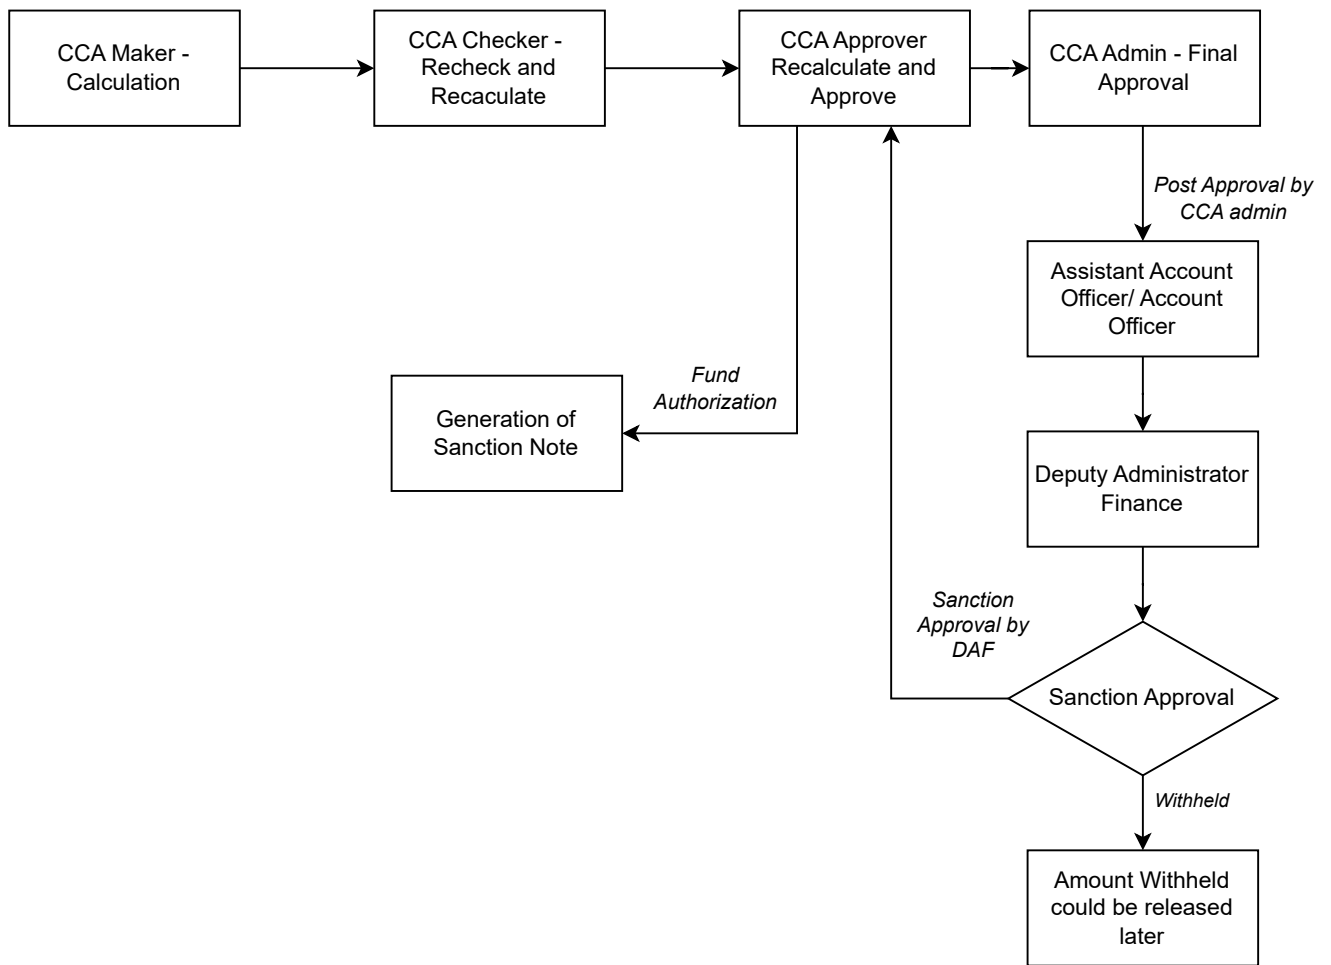 CCA Maker -
Calculation
CCA Checker -
Recheck and
Recaculate
CCA Approver
Recalculate and
Approve
CCA Admin - Final
Approval
Post Approval by
CCA admin
Assistant Account
Officer/ Account
Officer
Fund
Authorization
Generation of
Sanction Note
Deputy Administrator
Finance
Sanction
Approval by
DAF
Sanction Approval
Withheld
Amount Withheld
could be released
later